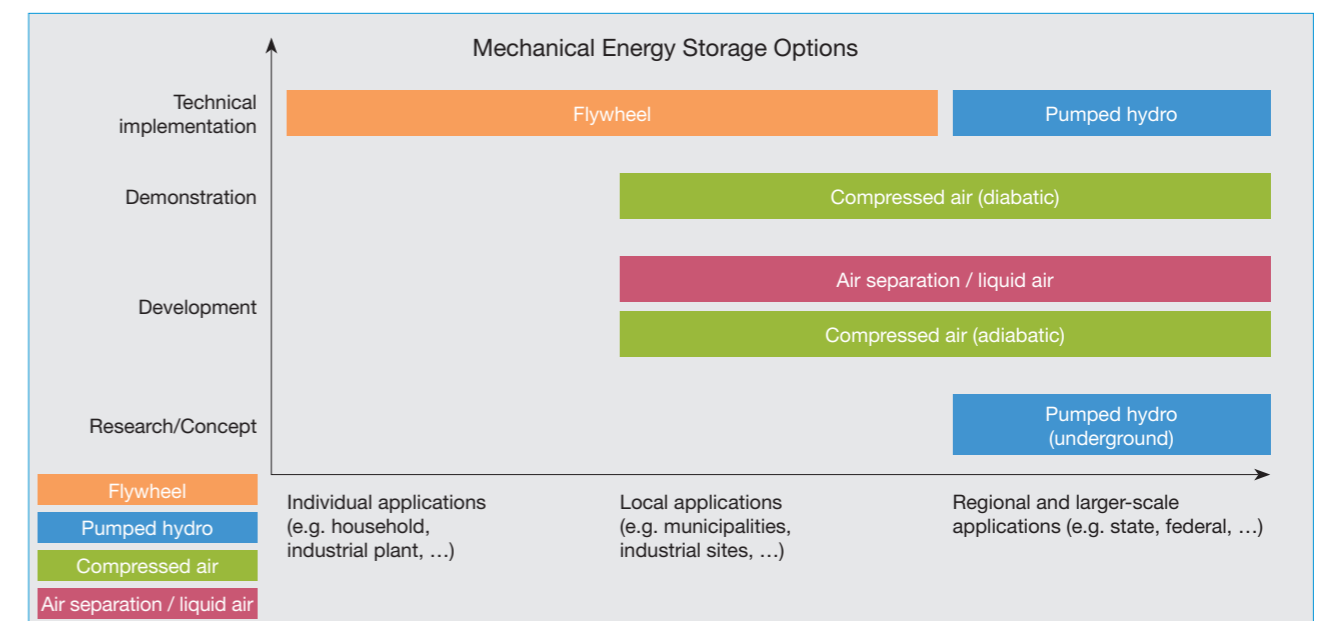 Mechanical Energy Storage Options
Technical
implementation
Flywheel
Pumped hydro
Demonstration
Compressed air (diabatic)
Development
Air separation / liquid air
Compressed air (adiabatic)
Research/Concept
Pumped hydro
(underground)
Flywheel
Pumped hydro
Compressed air
Air separation / liquid air
Individual applications
(e.g. household,
industrial plant, …)
Local applications
(e.g. municipalities,
industrial sites, …)
Regional and larger-scale
applications (e.g. state, federal, …)